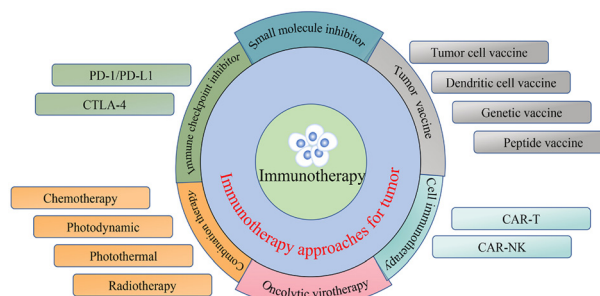 Small molecule inhibitor
Tumor vaccine
Tumor cell vaccine
Dendritic cell vaccine
Genetic vaccine
Peptide vaccine
Cell immunotherapy
CAR-T
CAR-NK
Oncolytic virotherapy
Combination therapy
Chemotherapy
Photodynamic
Photothermal
Radiotherapy
Immune checkpoint inhibitor
PD-1/PD-L1
CTLA-4
Immunotherapy
Immunotherapy approaches for tumor